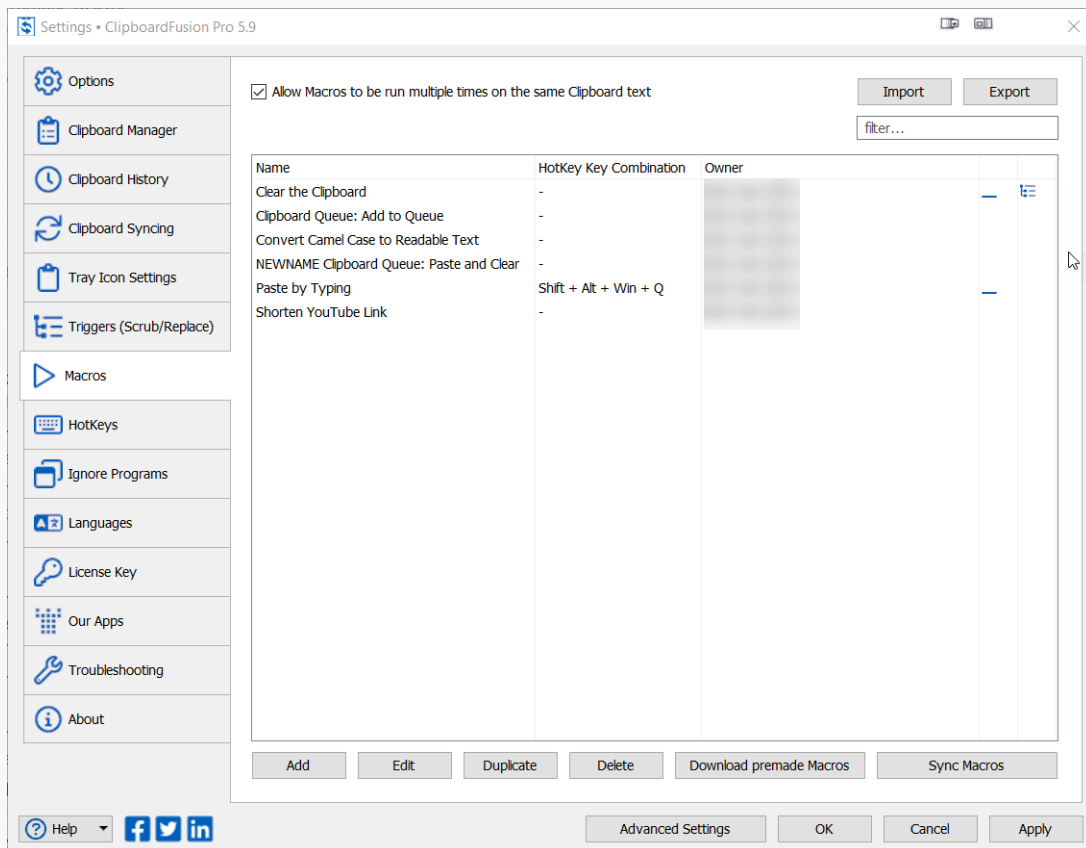 Settings • ClipboardFusion Pro 5.9
Options
Clipboard Manager
Clipboard History
Clipboard Syncing
Tray Icon Settings
Triggers (Scrub/Replace)
Macros
HotKeys
Ignore Programs
Languages
License Key
Our Apps
Troubleshooting
About
Allow Macros to be run multiple times on the same Clipboard text
Import Export
filter...
Name HotKey Key Combination Owner
Clear the Clipboard -
Clipboard Queue: Add to Queue -
Convert Camel Case to Readable Text -
NEWNAME Clipboard Queue: Paste and Clear -
Paste by Typing Shift + Alt + Win + Q
Shorten YouTube Link -
Add Edit Duplicate Delete Download premade Macros Sync Macros
Help Advanced Settings OK Cancel Apply